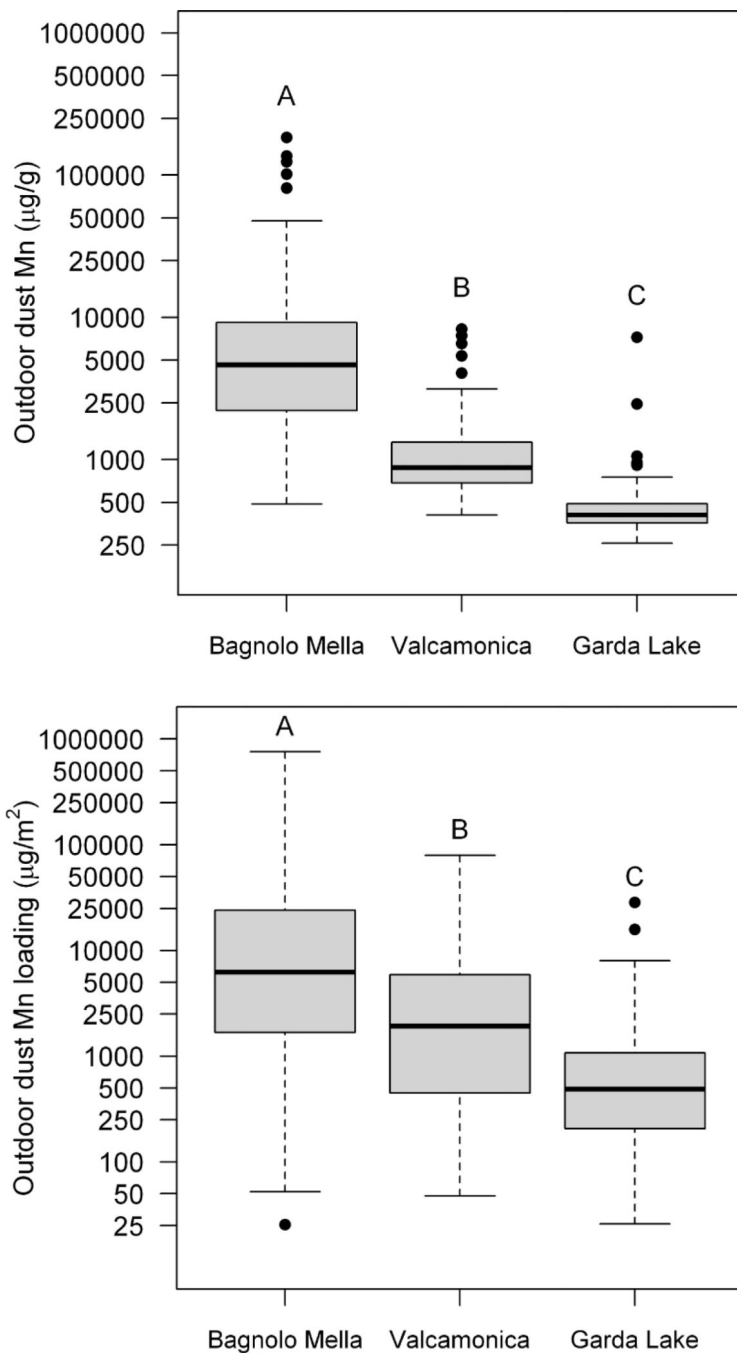 1000000
500000
250000
100000
50000
25000
10000
5000
2500
1000
500
250
Outdoor dust Mn (μg/g)
A
B
C
Bagnolo Mella Valcamonica Garda Lake
1000000
500000
250000
100000
50000
25000
10000
5000
2500
1000
500
250
100
50
25
Outdoor dust Mn loading (μg/m²)
A
B
C
Bagnolo Mella Valcamonica Garda Lake